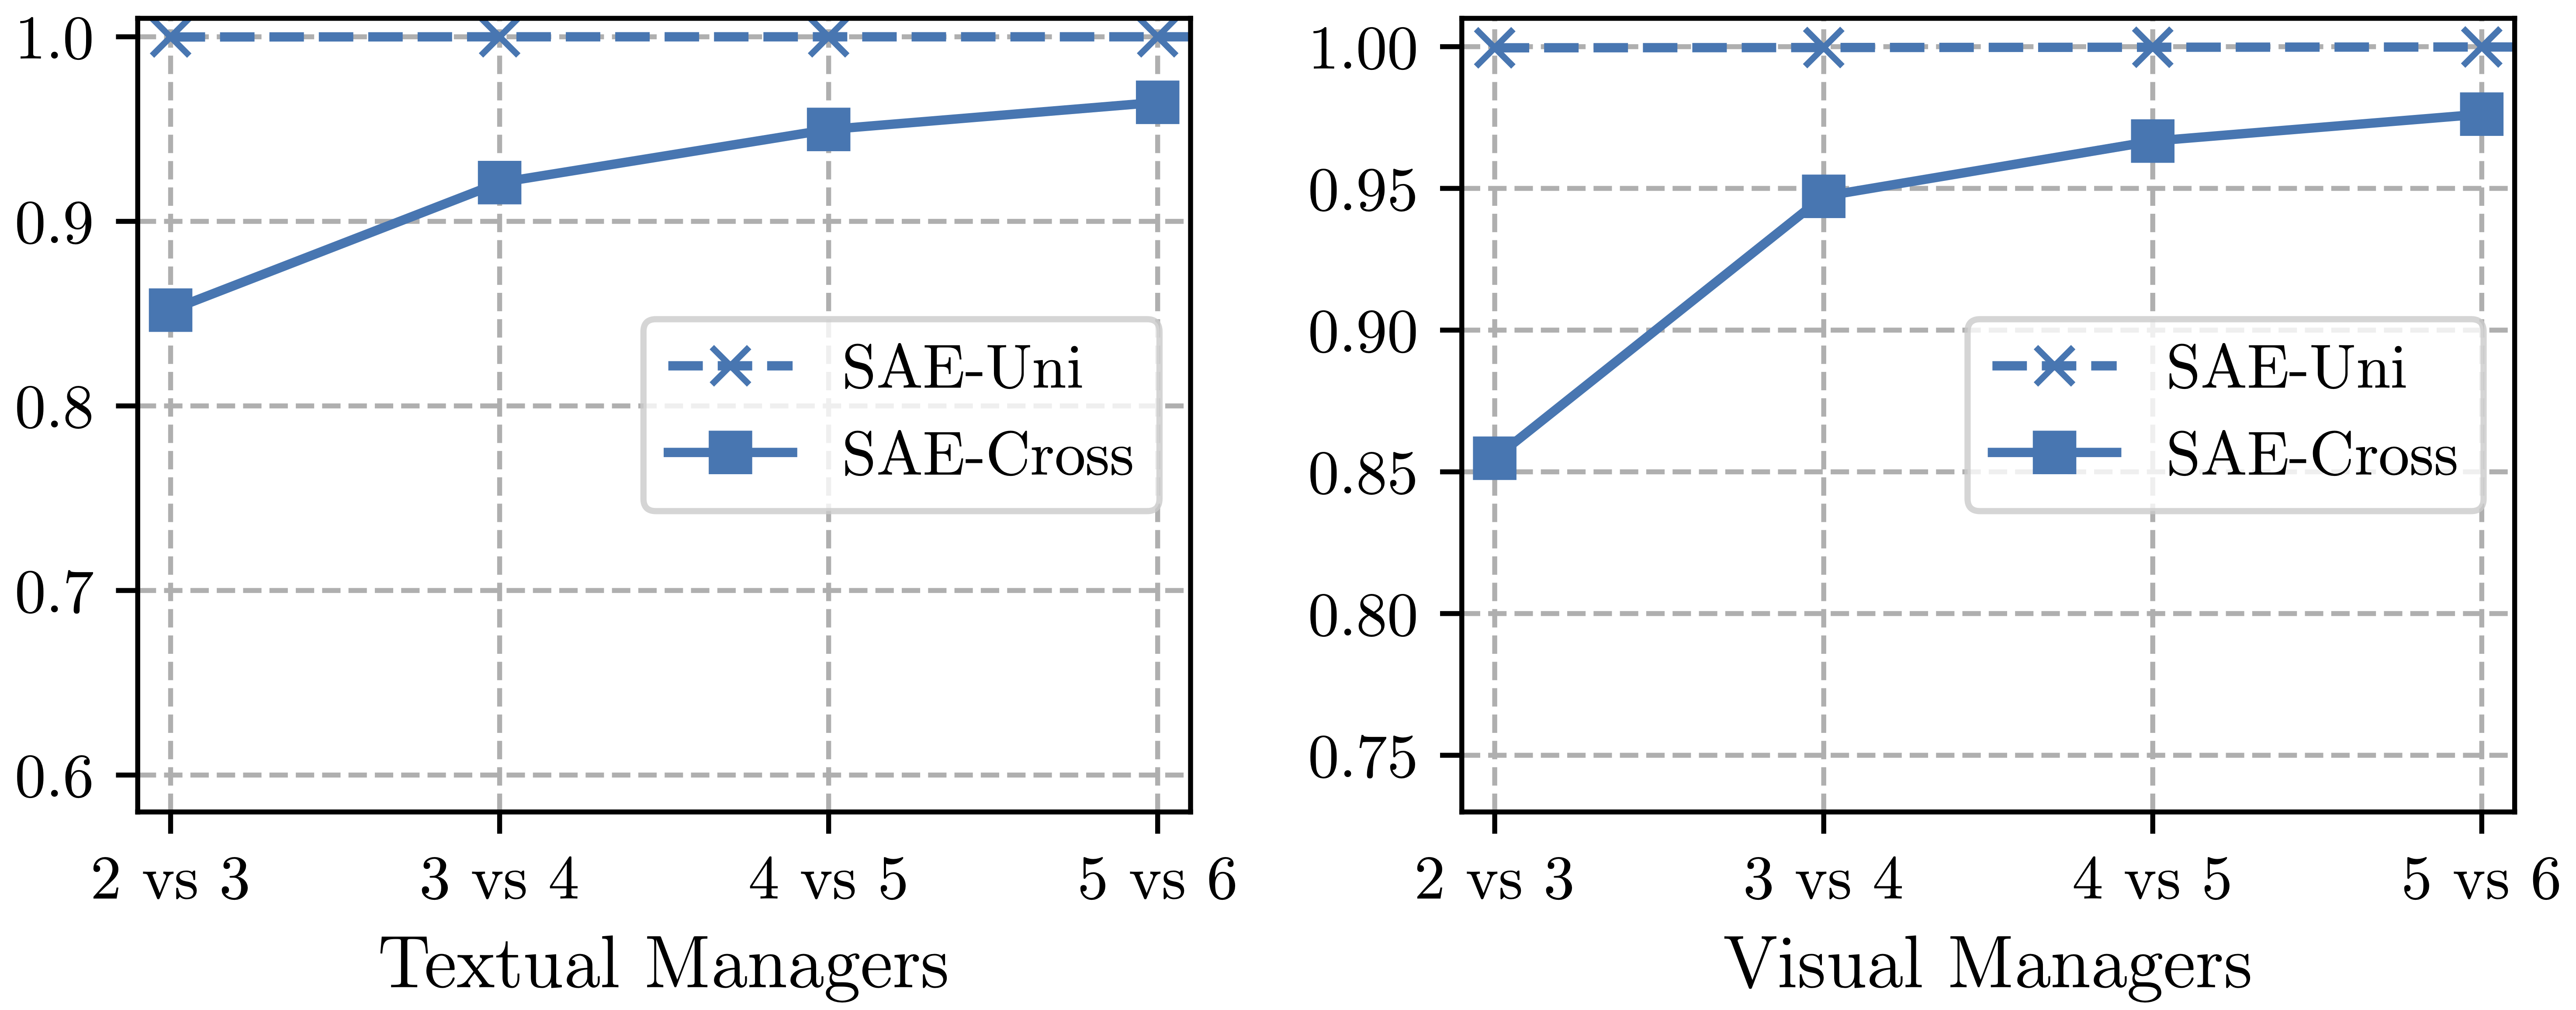 1.0
0.9
0.8
0.7
0.6
SAE-Uni
SAE-Cross
2 vs 3
3 vs 4
4 vs 5
5 vs 6
Textual Managers
1.00
0.95
0.90
0.85
0.80
0.75
SAE-Uni
SAE-Cross
2 vs 3
3 vs 4
4 vs 5
5 vs 6
Visual Managers